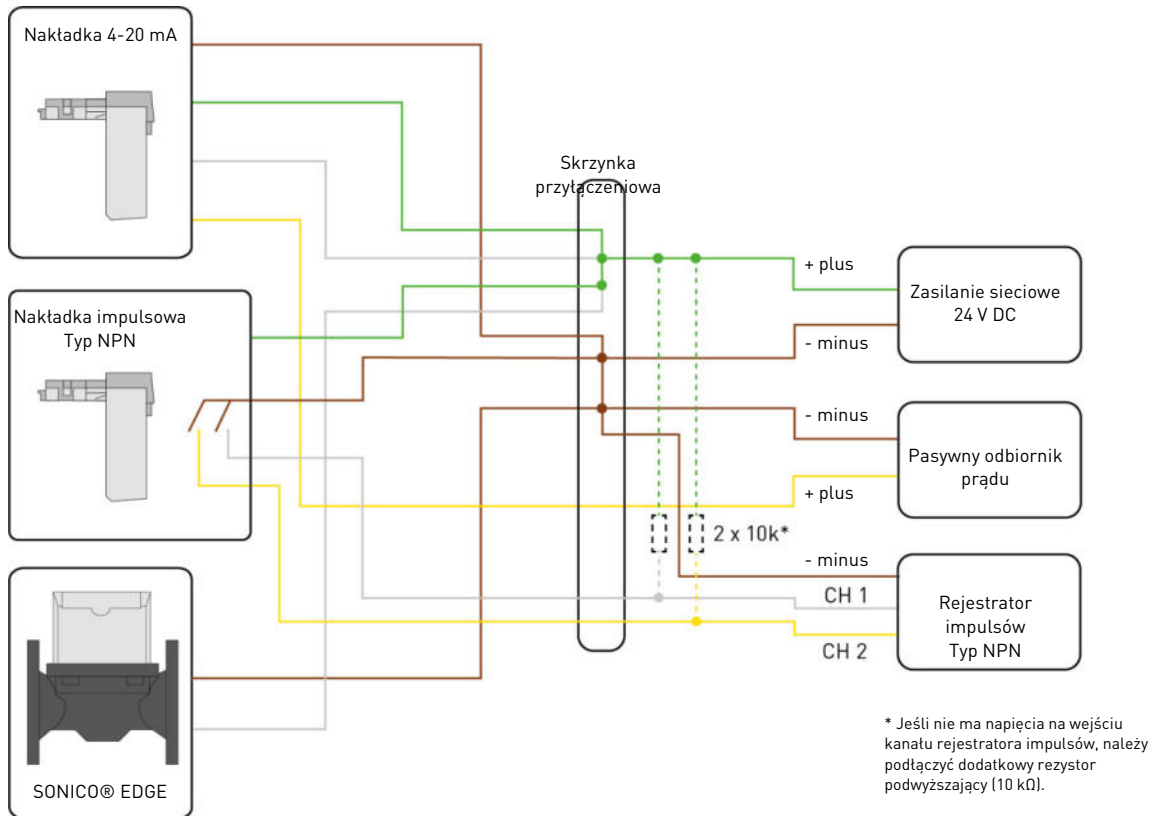 Nakładka 4-20 mA
Skrzynka
przyłączeniowa
+ plus
Zasilanie sieciowe
24 V DC
- minus
Nakładka impulsowa
Typ NPN
- minus
Pasywny odbiornik
prądu
+ plus
2 x 10k*
- minus
CH 1
Rejestrator
impulsów
Typ NPN
CH 2
SONICO® EDGE
* Jeśli nie ma napięcia na wejściu
kanału rejestratora impulsów, należy
podłączyć dodatkowy rezystor
podwyższający (10 kΩ).